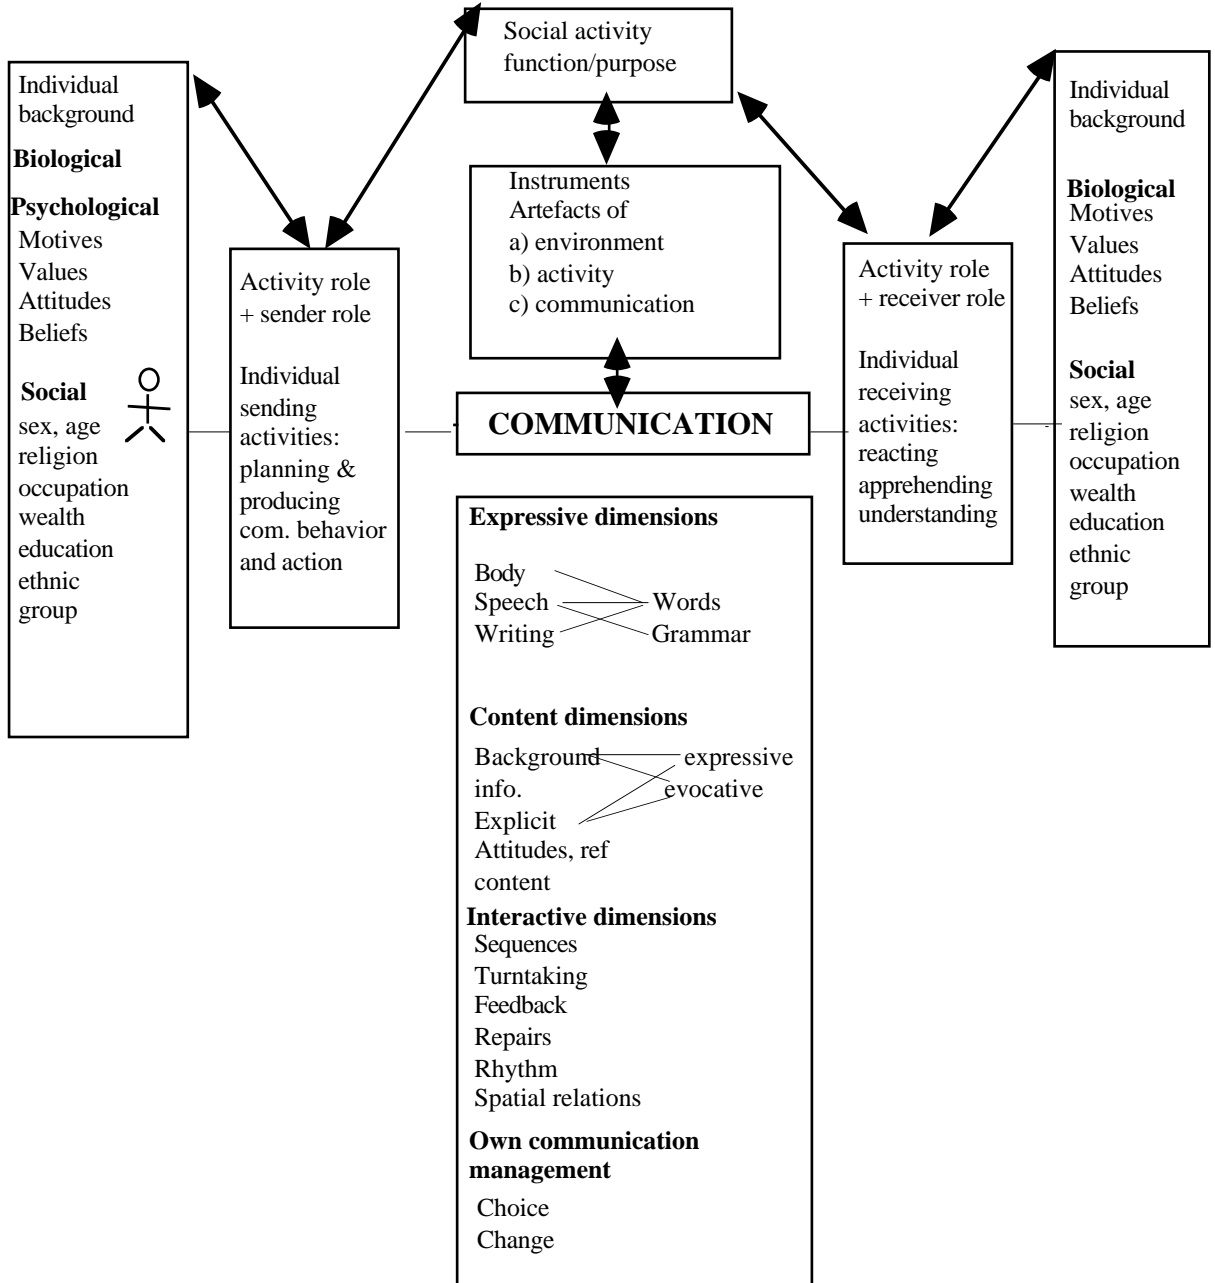 Social activity
function/purpose
Individual
background
Biological
Psychological
Motives
Values
Attitudes
Beliefs
Social
sex, age
religion
occupation
wealth
education
ethnic
group
Activity role
+ sender role
Individual
sending
activities:
planning &
producing
com. behavior
and action
Instruments
Artefacts of
a) environment
b) activity
c) communication
COMMUNICATION
Expressive dimensions
Body
Speech Words
Writing Grammar
Content dimensions
Background expressive
info. evocative
Explicit
Attitudes, ref
content
Interactive dimensions
Sequences
Turntaking
Feedback
Repairs
Rhythm
Spatial relations
Own communication
management
Choice
Change
Activity role
+ receiver role
Individual
receiving
activities:
reacting
apprehending
understanding
Individual
background
Biological
Motives
Values
Attitudes
Beliefs
Social
sex, age
religion
occupation
wealth
education
ethnic
group